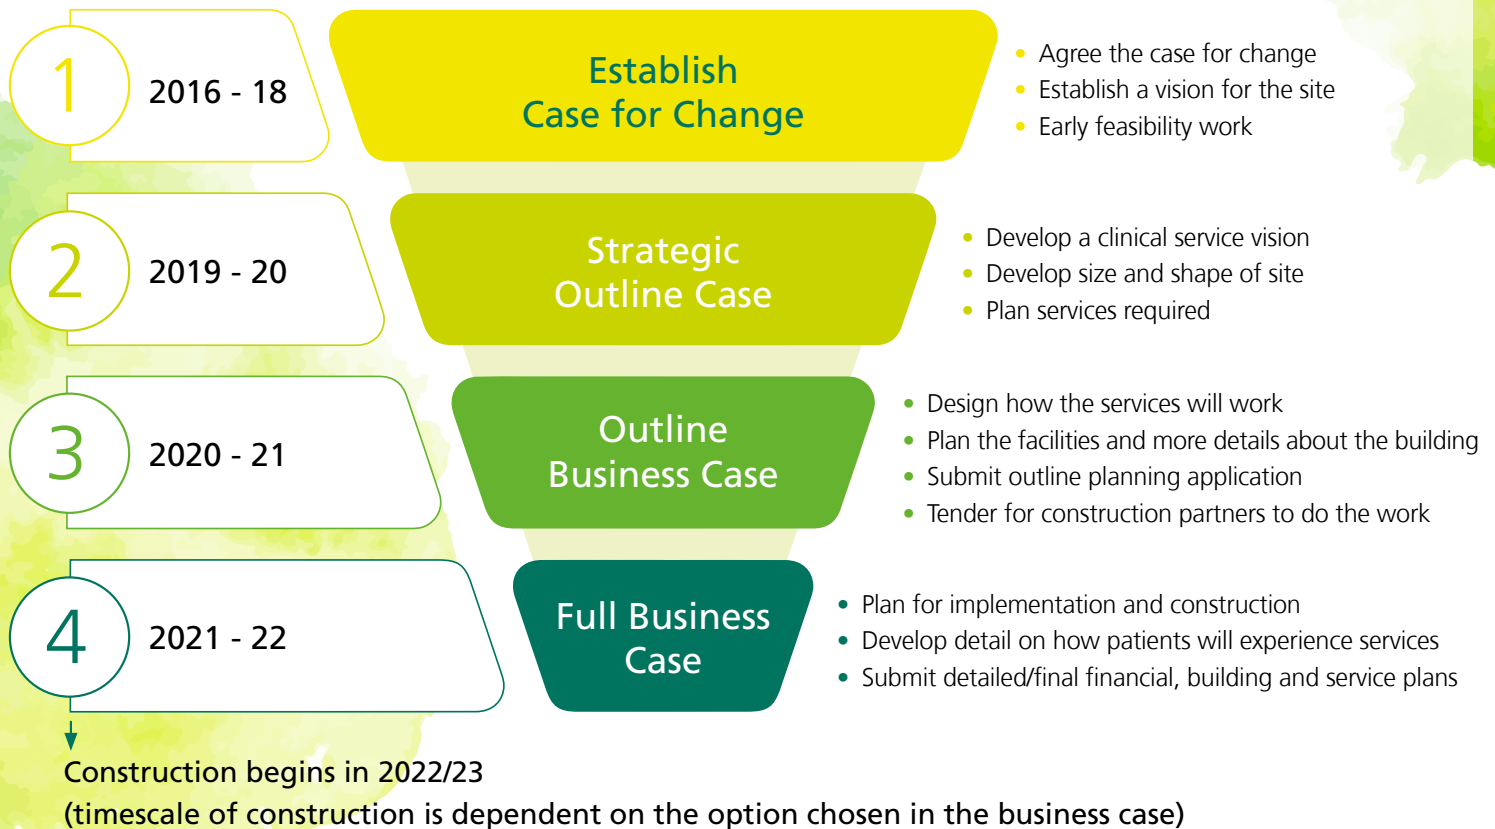 1
2016 - 18
Establish
Case for Change
• Agree the case for change
• Establish a vision for the site
• Early feasibility work
2
2019 - 20
Strategic
Outline Case
• Develop a clinical service vision
• Develop size and shape of site
• Plan services required
3
2020 - 21
Outline
Business Case
• Design how the services will work
• Plan the facilities and more details about the building
• Submit outline planning application
• Tender for construction partners to do the work
4
2021 - 22
Full Business
Case
• Plan for implementation and construction
• Develop detail on how patients will experience services
• Submit detailed/final financial, building and service plans
Construction begins in 2022/23
(timescale of construction is dependent on the option chosen in the business case)